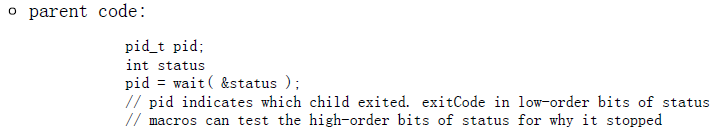 o parent code:
pid_t pid;
int status
pid = wait( &status );
// pid indicates which child exited. exitCode in low-order bits of status
// macros can test the high-order bits of status for why it stopped